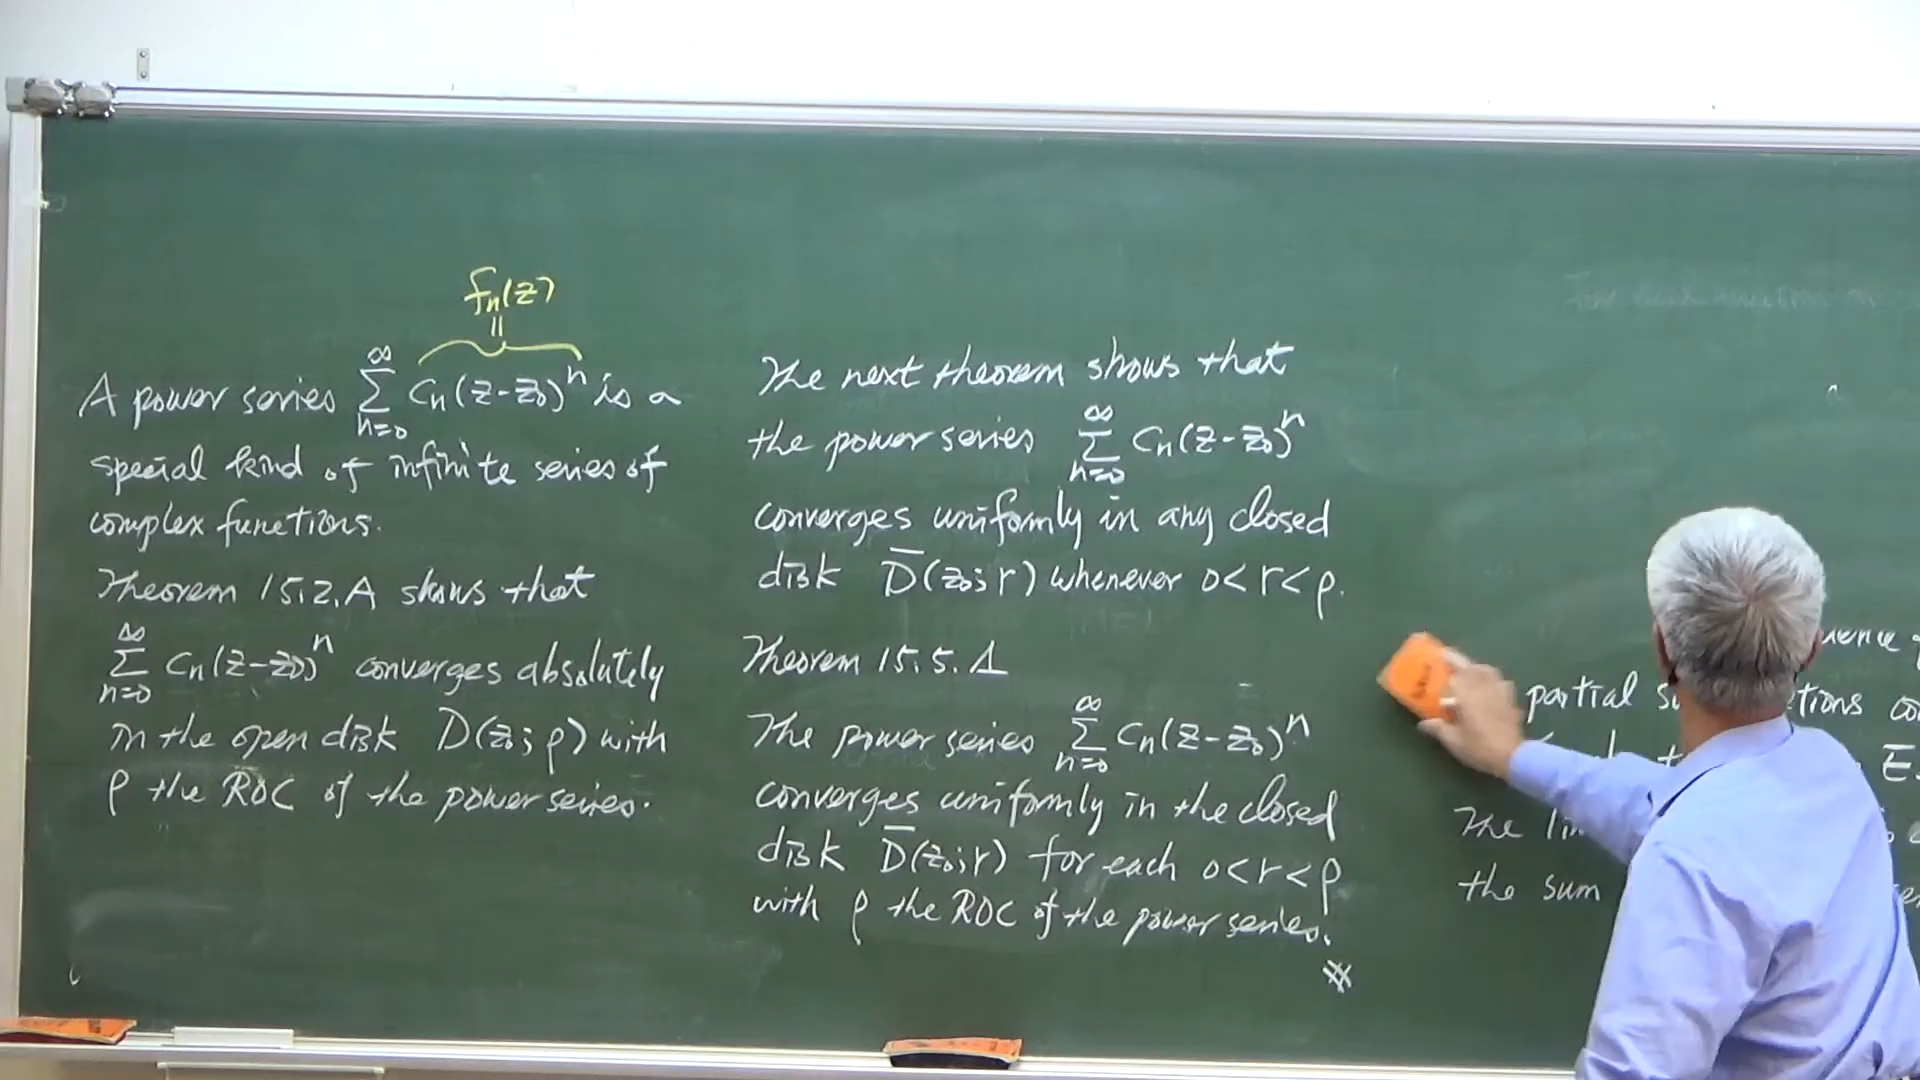 fn(z)
||
A power series ∞∑n=0 Cn(z-z0)^n is a
special kind of infinite series of
complex functions.
Theorem 15.2.A shows that
∞∑n=0 Cn(z-z0)^n converges absolutely
in the open disk D(z0;ρ) with
ρ the ROC of the power series.
The next theorem shows that
the power series ∞∑n=0 Cn(z-z0)^n
converges uniformly in any closed
disk D̅(z0;r) whenever 0<r<ρ.
Theorem 15.5.A
The power series ∞∑n=0 Cn(z-z0)^n
converges uniformly in the closed
disk D̅(z0;r) for each 0<r<ρ
with ρ the ROC of the power series.
partial
The
the sum